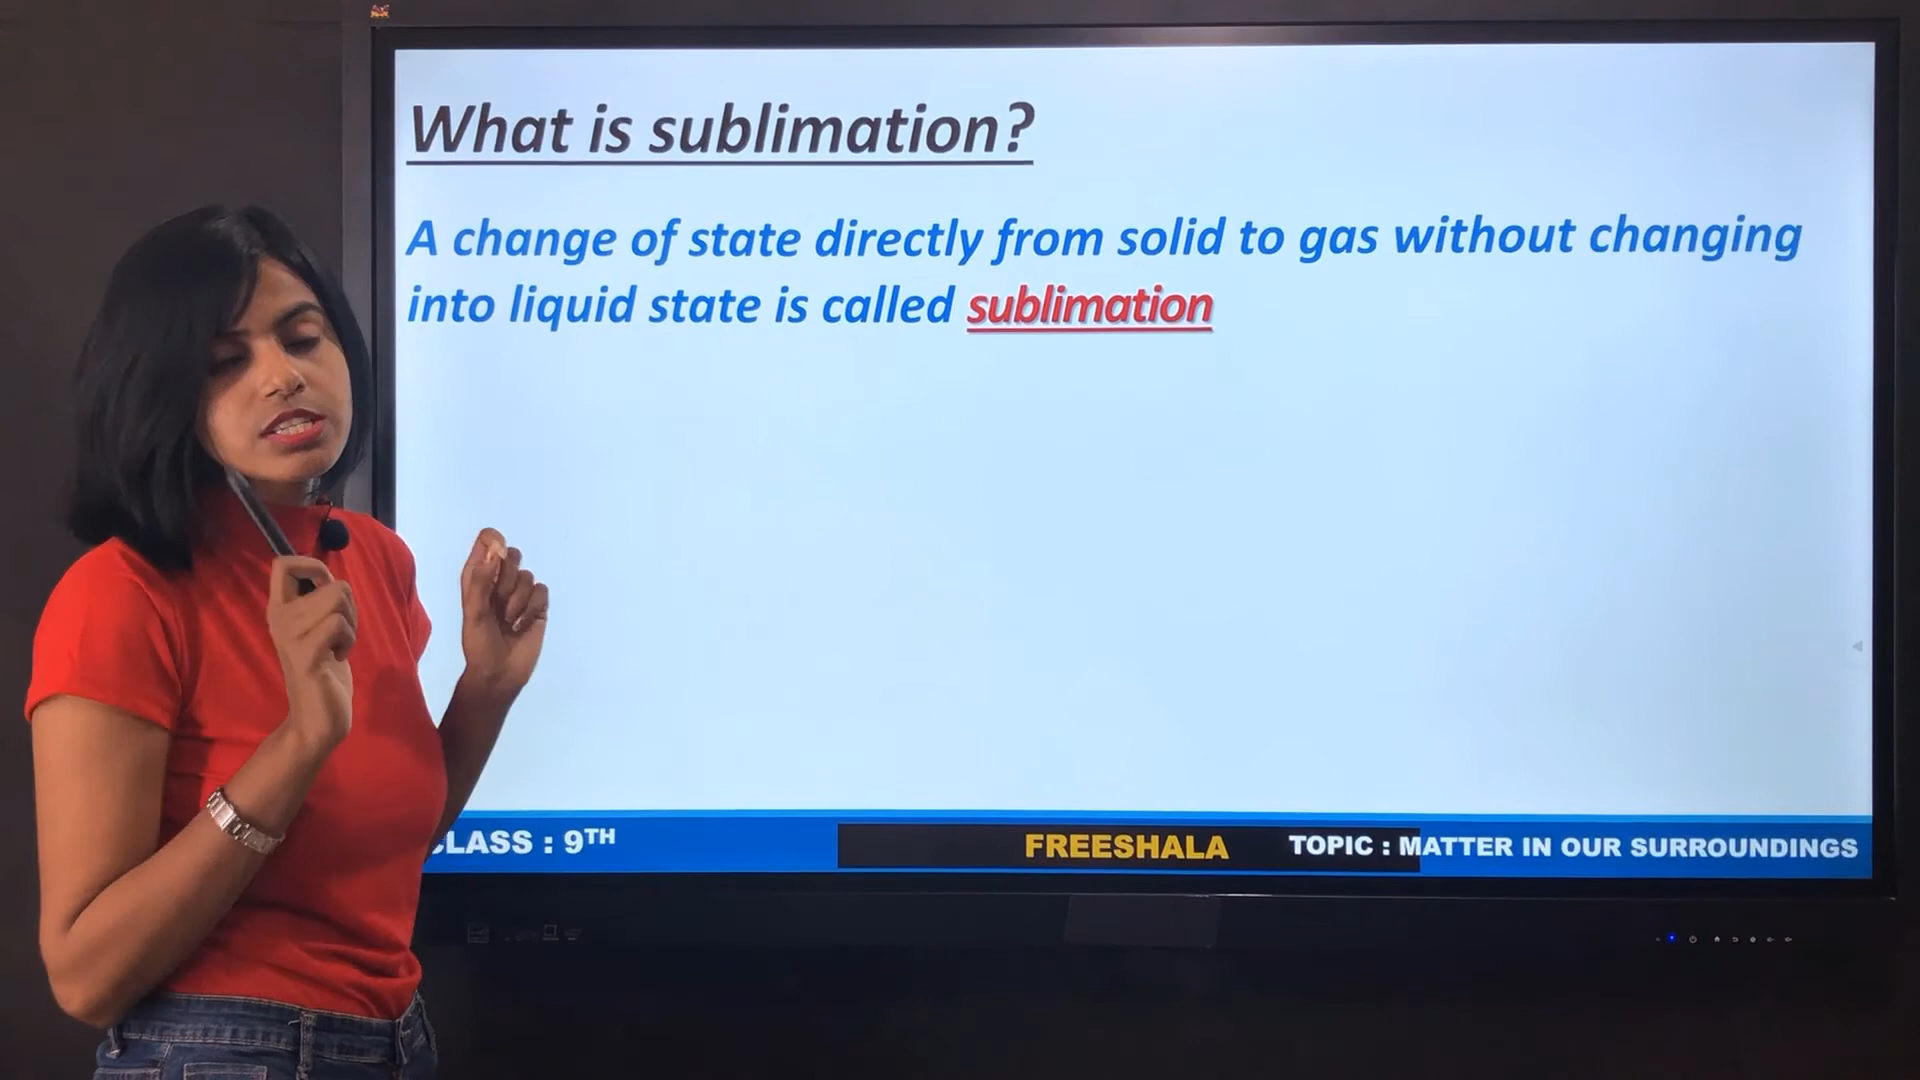 What is sublimation?
A change of state directly from solid to gas without changing
into liquid state is called sublimation
CLASS : 9TH
FREESHALA
TOPIC : MATTER IN OUR SURROUNDINGS